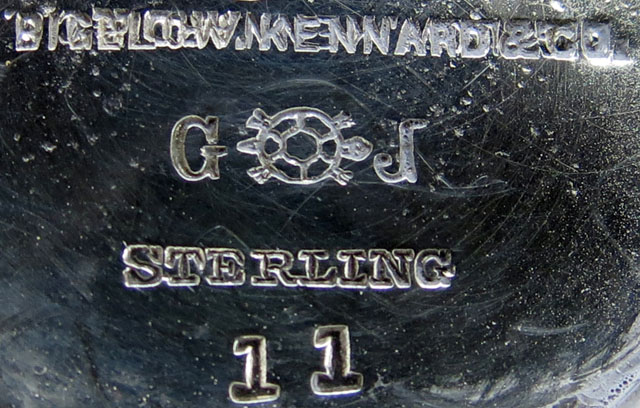 BIGELOW KENNARD & CO.
G J
STERLING
11